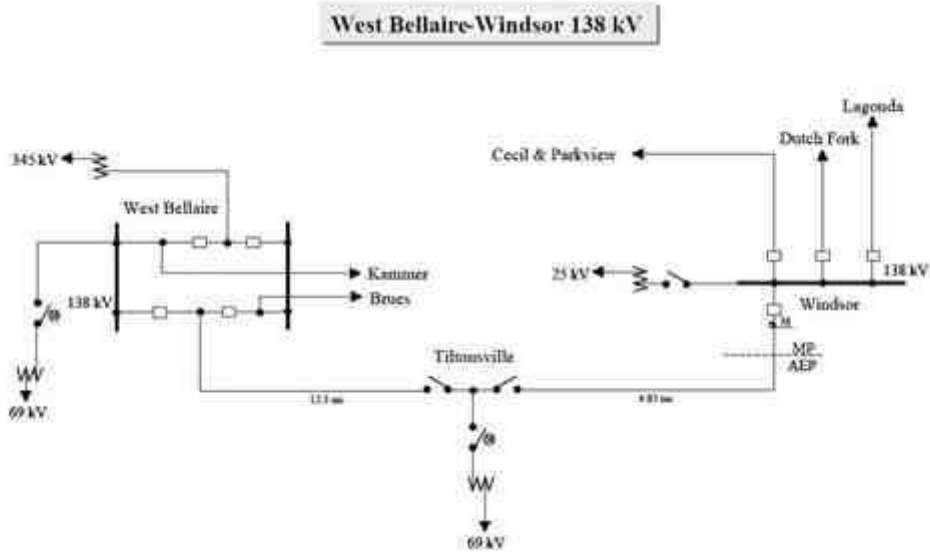 West Bellaire-Windsor 138 kV
Lagonda
Dutch Fork
Cecil & Parkview
345 kV
West Bellaire
Kammer
Brues
138 kV
25 kV
138 kV
Windsor
MP
AEP
Tiltonsville
69 kV
69 kV